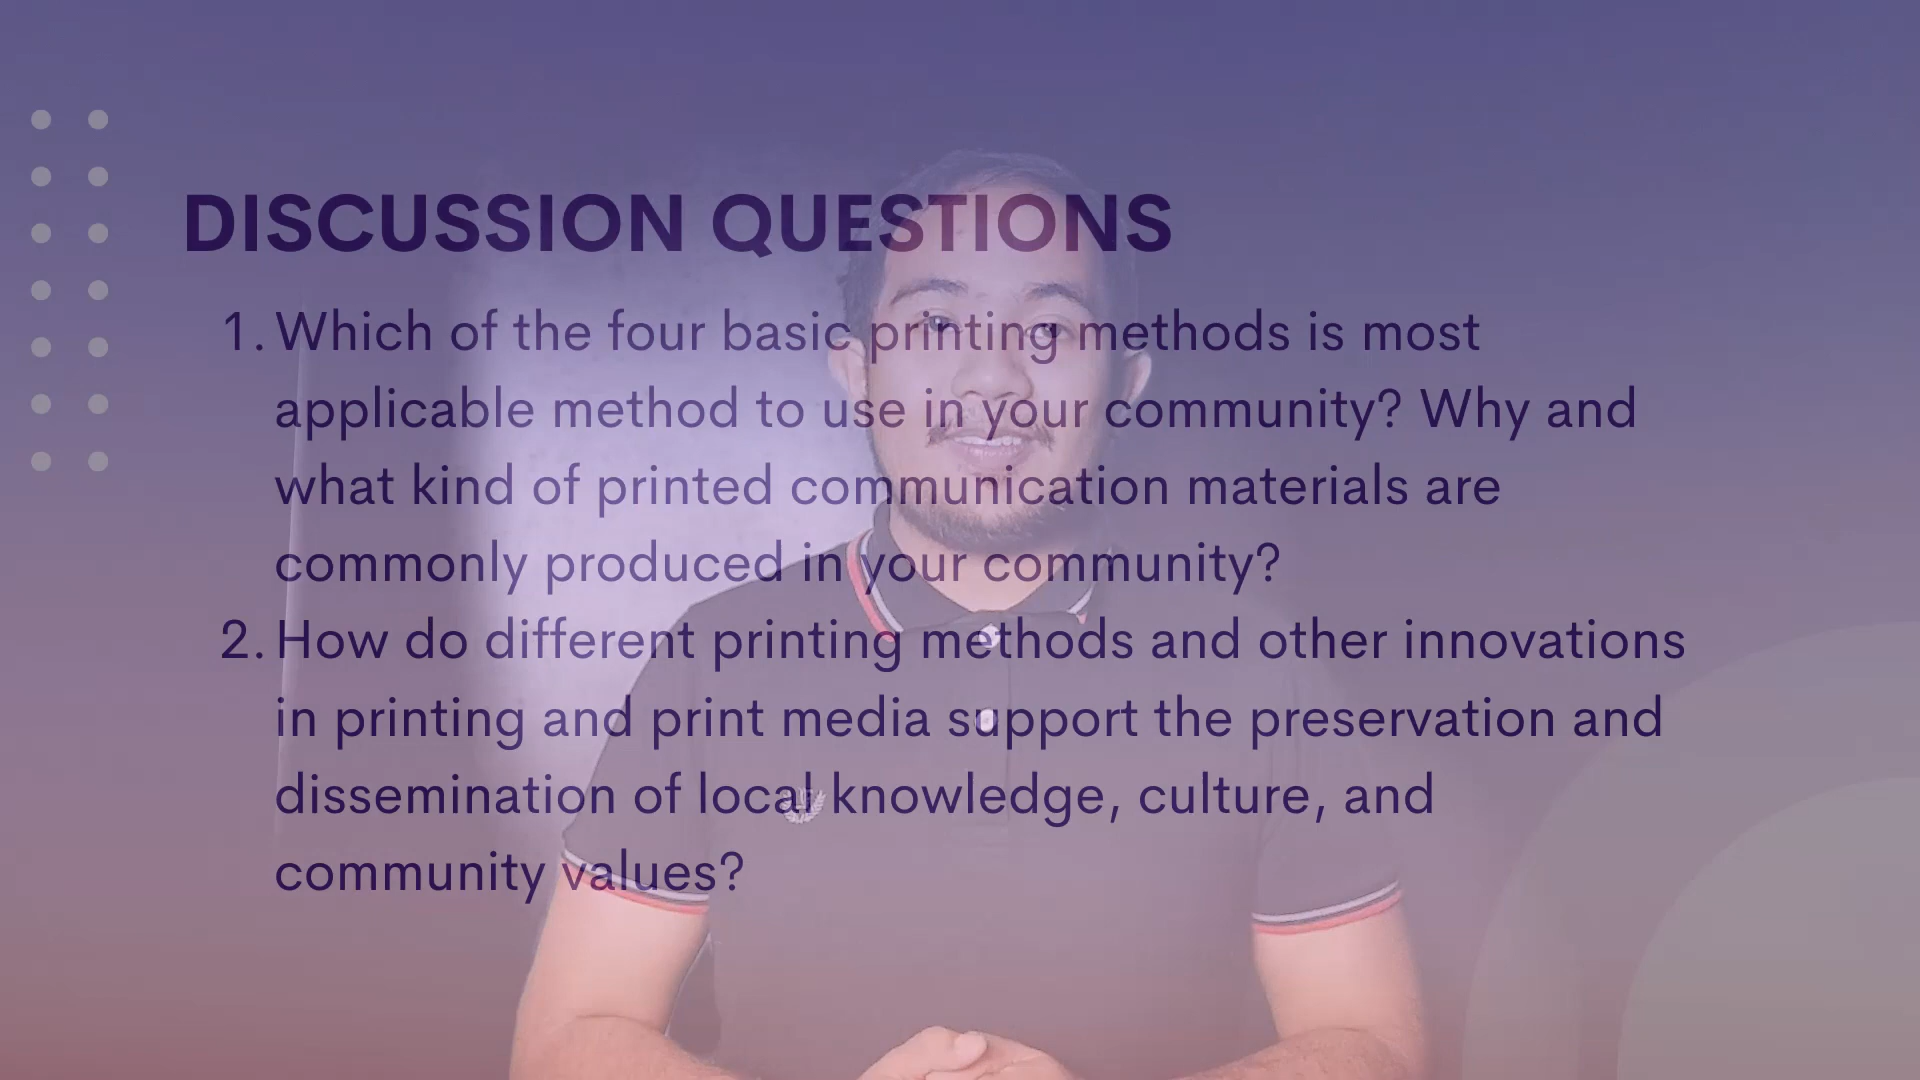 DISCUSSION QUESTIONS
1. Which of the four basic printing methods is most
applicable method to use in your community? Why and
what kind of printed communication materials are
commonly produced in your community?
2. How do different printing methods and other innovations
in printing and print media support the preservation and
dissemination of local knowledge, culture, and
community values?